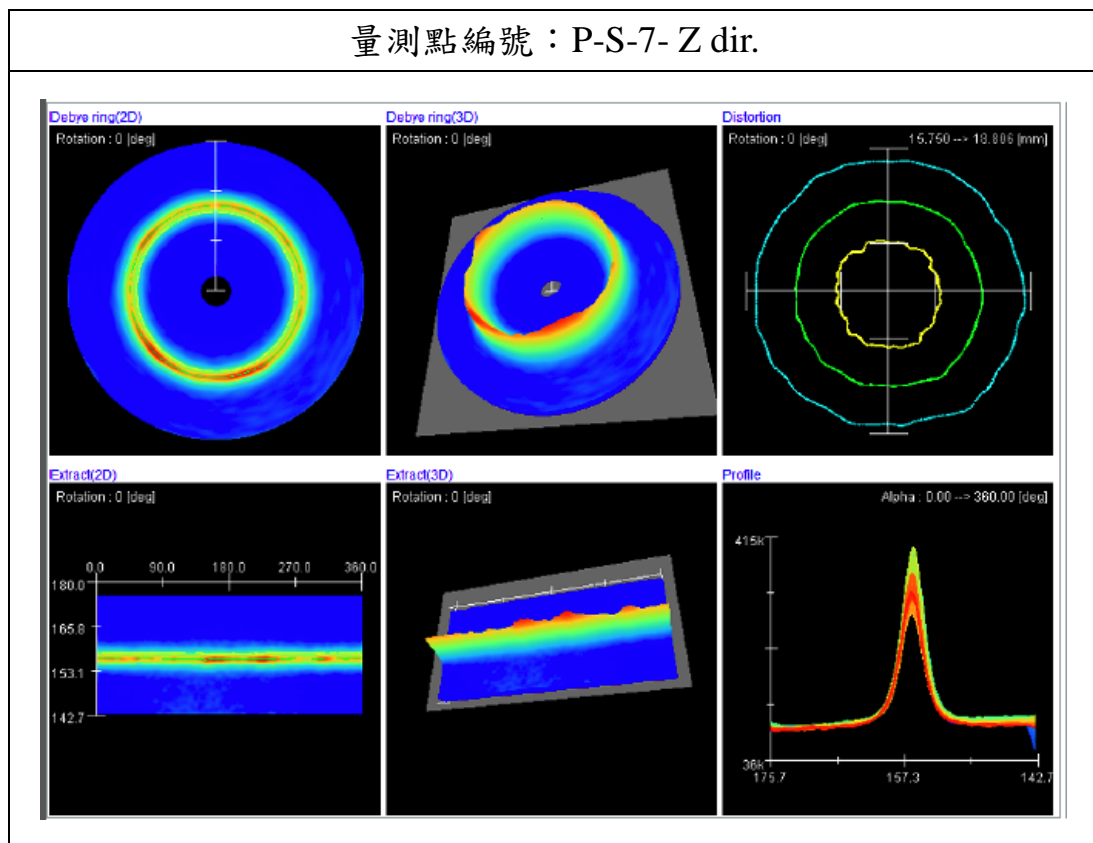 量測點編號：P-S-7- Z dir.
Debye ring(2D)
Rotation : 0 [deg]
Debye ring(3D)
Rotation : 0 [deg]
Distortion
Rotation : 0 [deg] 15.750 --> 18.806 [mm]
Extract(2D)
Rotation : 0 [deg]
0.0 90.0 180.0 270.0 360.0
180.0
165.8
153.1
142.7
Extract(3D)
Rotation : 0 [deg]
Profile
Alpha : 0.00 --> 360.00 [deg]
415k
36k
175.7 157.3 142.7